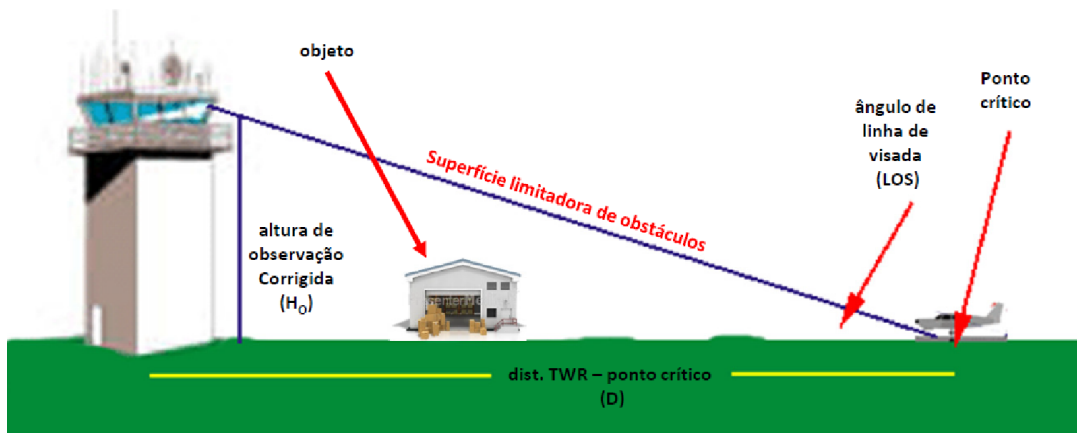 objeto
Ponto
crítico
ângulo de
linha de
visada
(LOS)
Superfície limitadora de obstáculos
altura de
observação
Corrigida
(H₀)
dist. TWR – ponto crítico
(D)